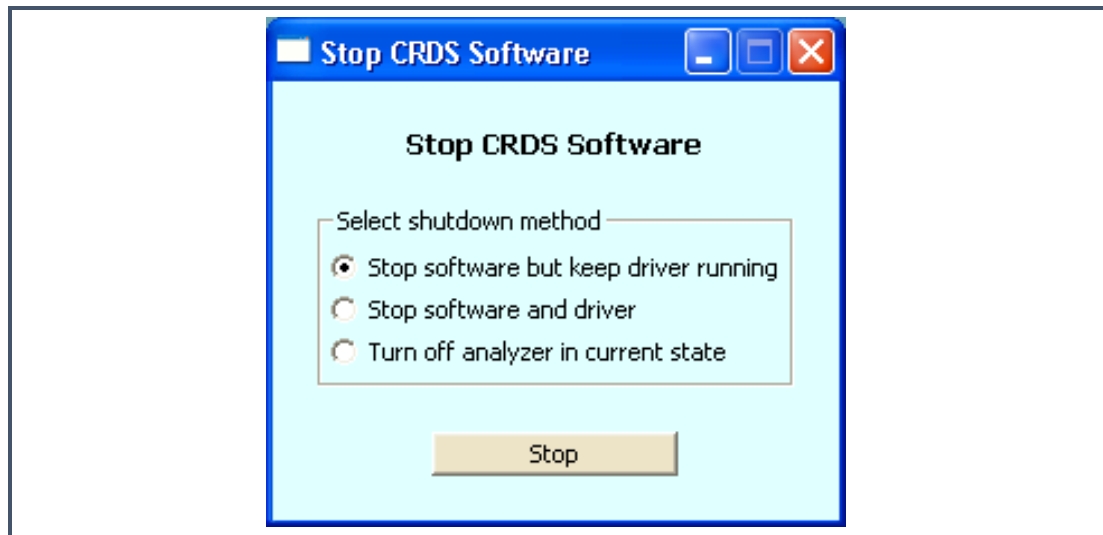 Stop CRDS Software
Stop CRDS Software
Select shutdown method
Stop software but keep driver running
Stop software and driver
Turn off analyzer in current state
Stop